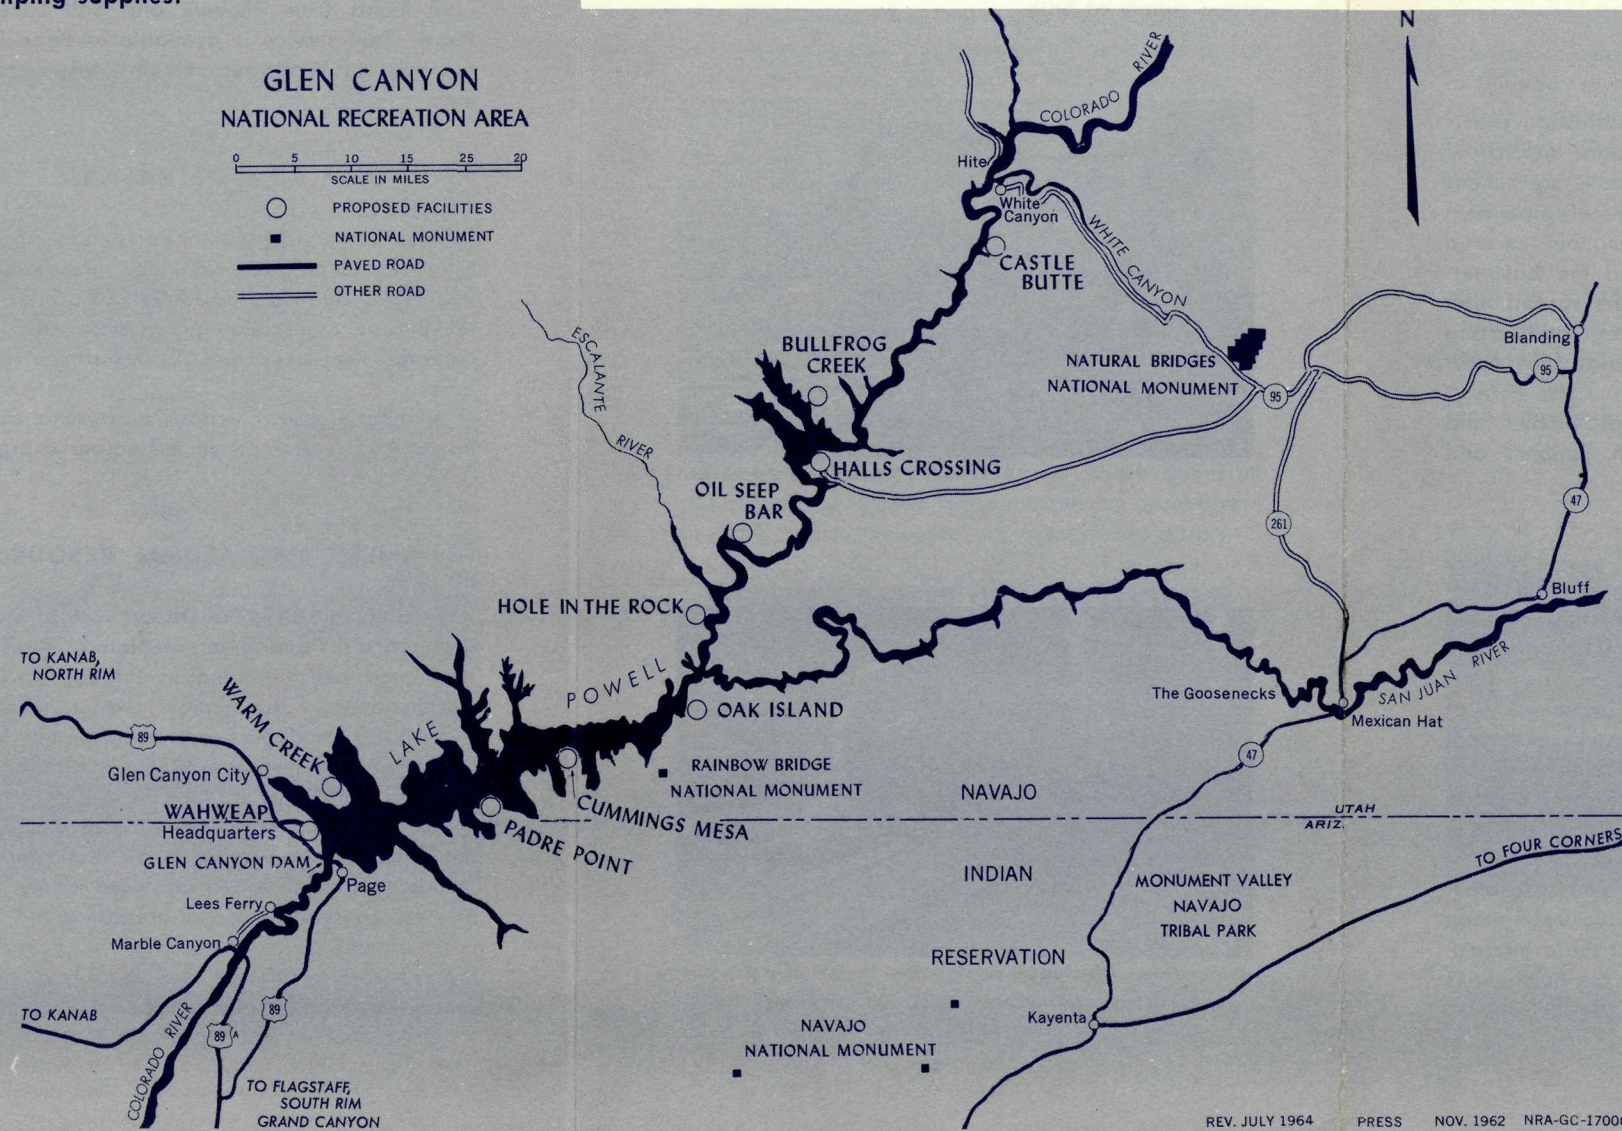 mping supplies.
GLEN CANYON
NATIONAL RECREATION AREA
0 5 10 15 25 20
SCALE IN MILES
PROPOSED FACILITIES
NATIONAL MONUMENT
PAVED ROAD
OTHER ROAD
N
COLORADO RIVER
Hite
White
Canyon
WHITE CANYON
CASTLE
BUTTE
ESCALANTE
RIVER
BULLFROG
CREEK
NATURAL BRIDGES
NATIONAL MONUMENT
Blanding
95
95
HALLS CROSSING
OIL SEEP
BAR
47
261
Bluff
HOLE IN THE ROCK
TO KANAB,
NORTH RIM
LAKE POWELL
SAN JUAN RIVER
The Goosenecks
Mexican Hat
WARM CREEK
OAK ISLAND
89
47
Glen Canyon City
RAINBOW BRIDGE
NATIONAL MONUMENT
NAVAJO
WAHWEAP
Headquarters
CUMMINGS MESA
PADRE POINT
UTAH
ARIZ.
GLEN CANYON DAM
Page
TO FOUR CORNERS
INDIAN
MONUMENT VALLEY
NAVAJO
TRIBAL PARK
Lees Ferry
Marble Canyon
RESERVATION
TO KANAB
COLORADO RIVER
89
89 A
Kayenta
NAVAJO
NATIONAL MONUMENT
TO FLAGSTAFF,
SOUTH RIM
GRAND CANYON
REV. JULY 1964 PRESS NOV. 1962 NRA-GC-1700